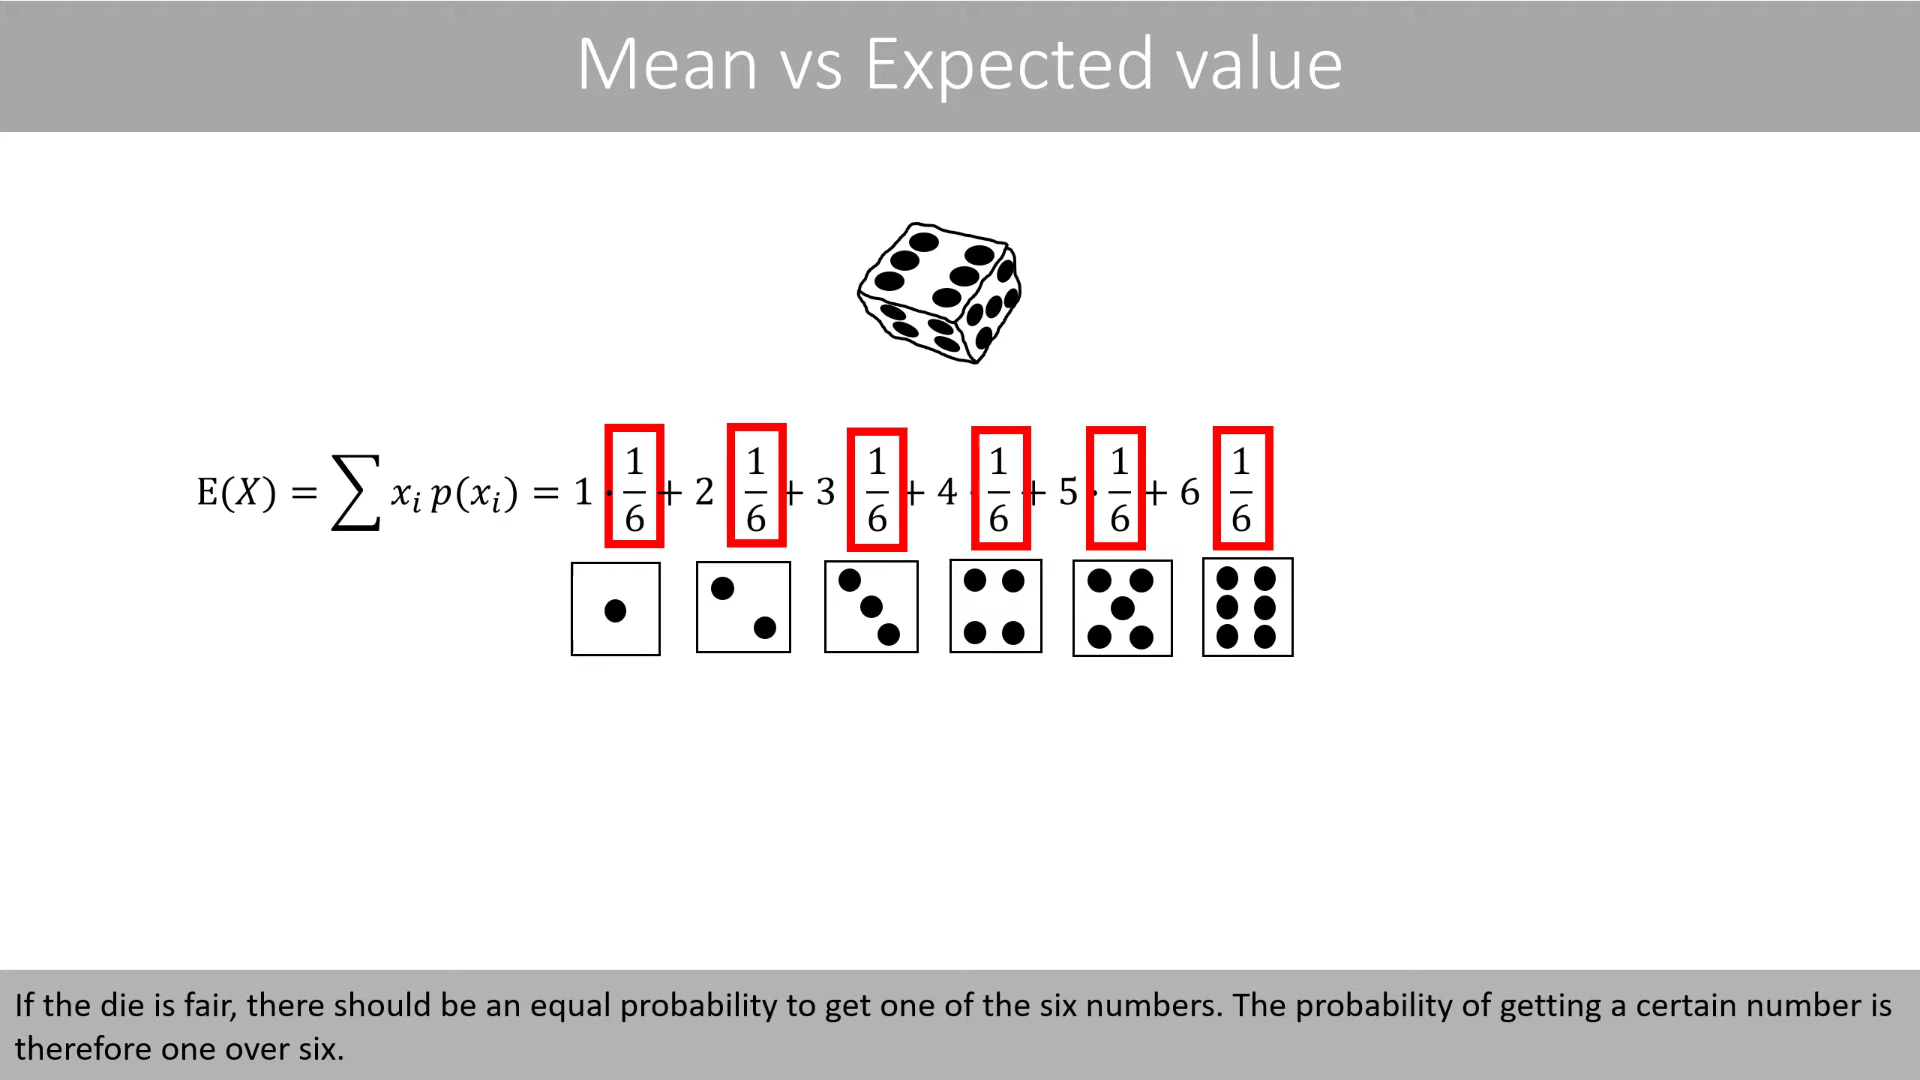 Mean vs Expected value
E(X) = ∑ xᵢ p(xᵢ) = 1 · 1/6 + 2 1/6 + 3 1/6 + 4 · 1/6 + 5 · 1/6 + 6 1/6
If the die is fair, there should be an equal probability to get one of the six numbers. The probability of getting a certain number is
therefore one over six.